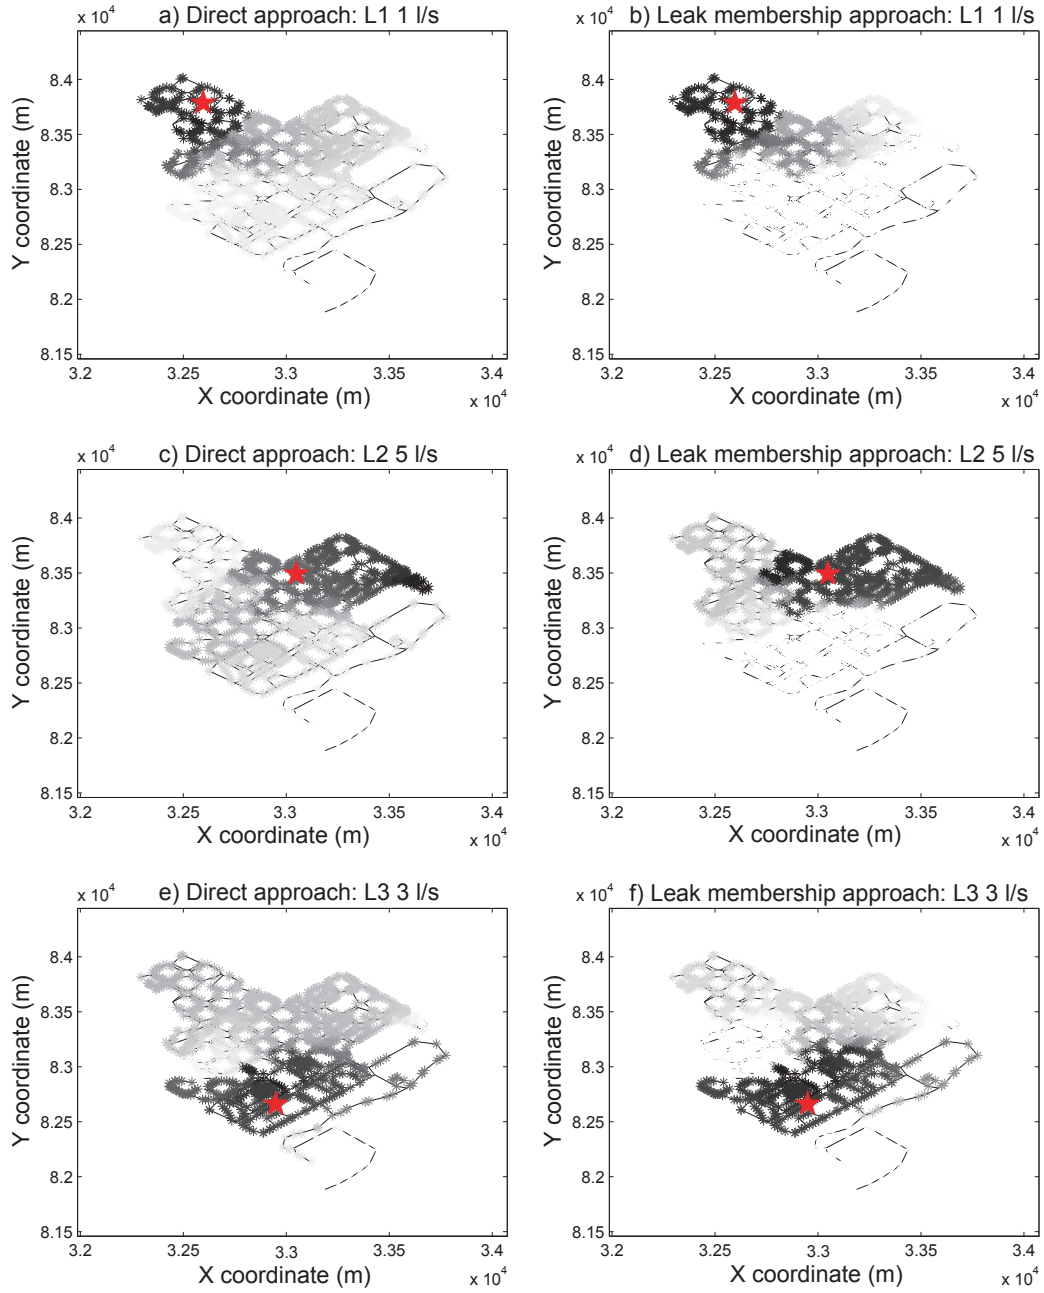 a) Direct approach: L1 1 l/s
x 10^4
8.4
8.35
8.3
8.25
8.2
8.15
Y coordinate (m)
3.2 3.25 3.3 3.35 3.4
X coordinate (m)
x 10^4
b) Leak membership approach: L1 1 l/s
x 10^4
8.4
8.35
8.3
8.25
8.2
8.15
Y coordinate (m)
3.2 3.25 3.3 3.35 3.4
X coordinate (m)
x 10^4
c) Direct approach: L2 5 l/s
x 10^4
8.4
8.35
8.3
8.25
8.2
8.15
Y coordinate (m)
3.2 3.25 3.3 3.35 3.4
X coordinate (m)
x 10^4
d) Leak membership approach: L2 5 l/s
x 10^4
8.4
8.35
8.3
8.25
8.2
8.15
Y coordinate (m)
3.2 3.25 3.3 3.35 3.4
X coordinate (m)
x 10^4
e) Direct approach: L3 3 l/s
x 10^4
8.4
8.35
8.3
8.25
8.2
8.15
Y coordinate (m)
3.2 3.25 3.3 3.35 3.4
X coordinate (m)
x 10^4
f) Leak membership approach: L3 3 l/s
x 10^4
8.4
8.35
8.3
8.25
8.2
8.15
Y coordinate (m)
3.2 3.25 3.3 3.35 3.4
X coordinate (m)
x 10^4